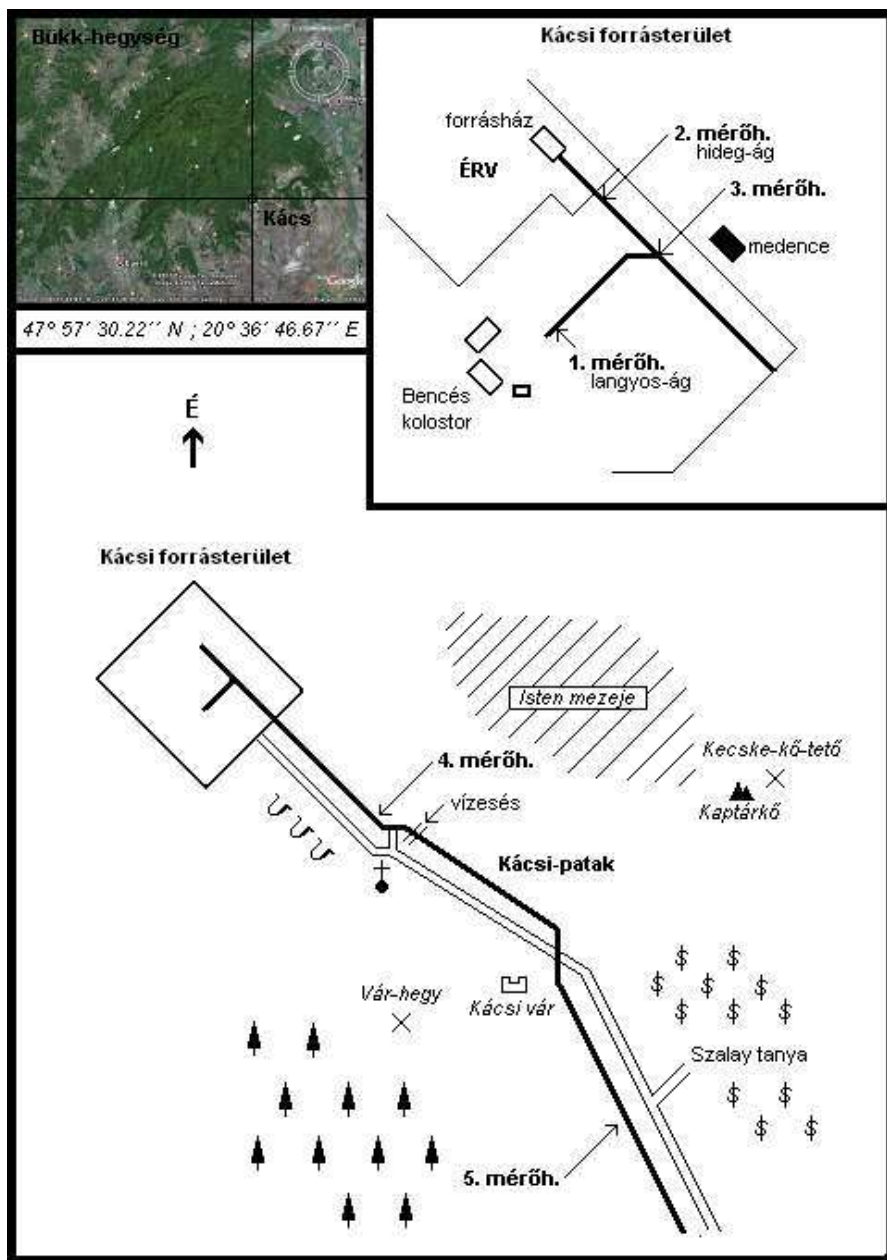 Bükk-hegység
Kács
Google
47° 57´ 30.22´´ N ; 20° 36´ 46.67´´ E
Kácsi forrásterület
forrásház
ÉRV
2. mérőh.
hideg-ág
3. mérőh.
medence
1. mérőh.
langyos-ág
Bencés
kolostor
É
Kácsi forrásterület
Isten mezeje
Kecske-kő-tető
Kaptárkő
4. mérőh.
vízesés
Kácsi-patak
Vár-hegy
Kácsi vár
Szalay tanya
5. mérőh.